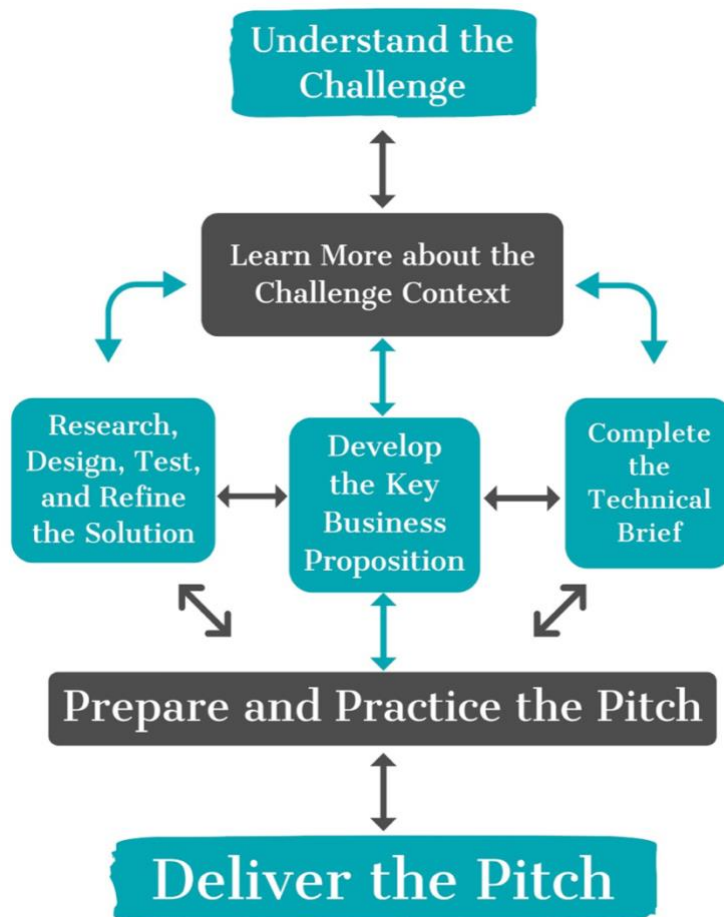 Understand the
Challenge
Learn More about the
Challenge Context
Research,
Design, Test,
and Refine
the Solution
Develop
the Key
Business
Proposition
Complete
the
Technical
Brief
Prepare and Practice the Pitch
Deliver the Pitch